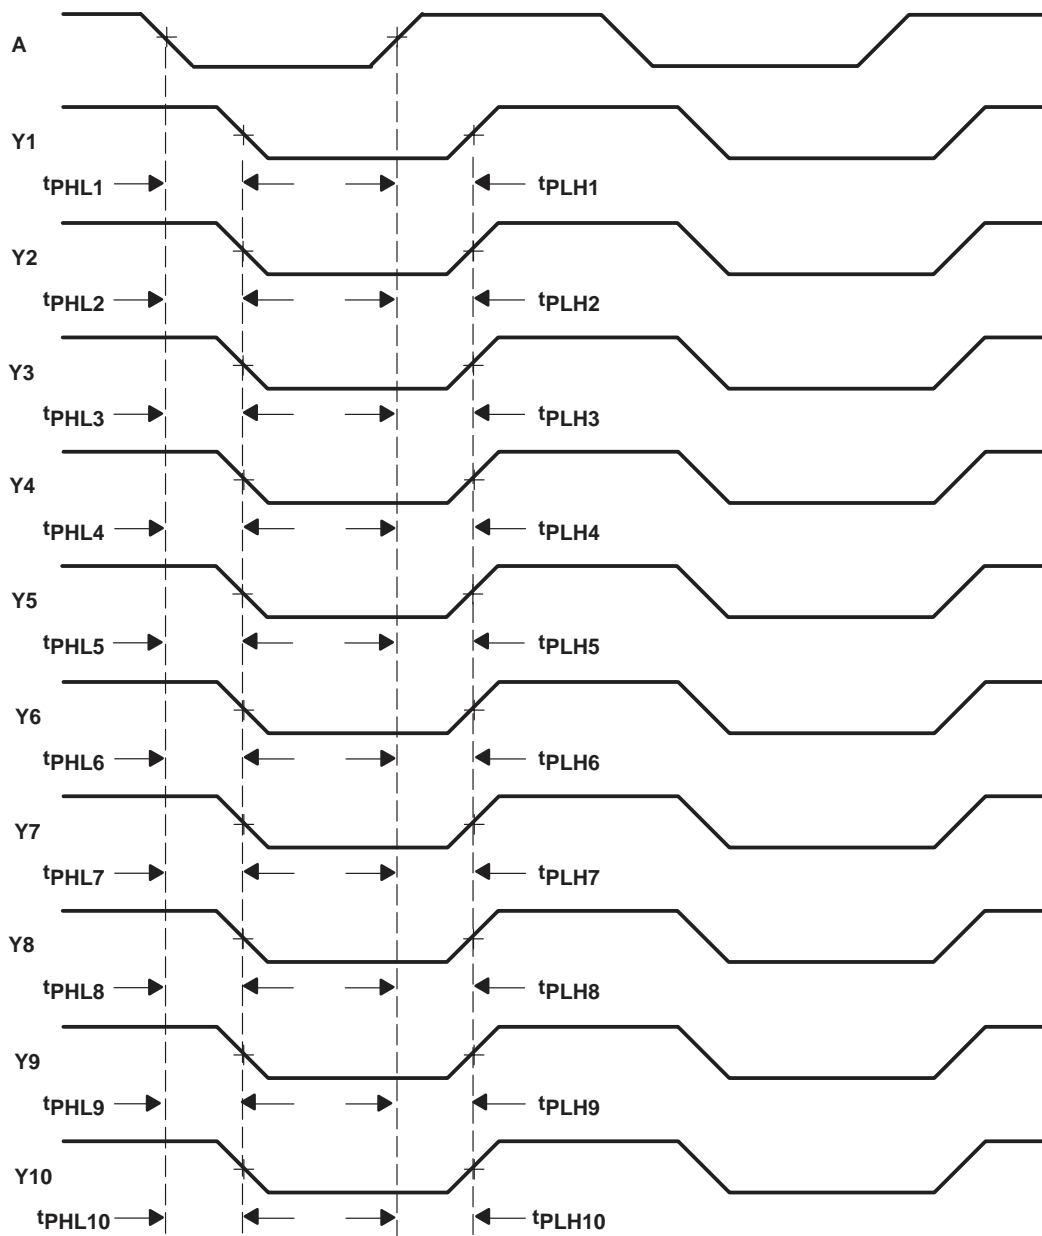 A
Y1
tPHL1 tPLH1
Y2
tPHL2 tPLH2
Y3
tPHL3 tPLH3
Y4
tPHL4 tPLH4
Y5
tPHL5 tPLH5
Y6
tPHL6 tPLH6
Y7
tPHL7 tPLH7
Y8
tPHL8 tPLH8
Y9
tPHL9 tPLH9
Y10
tPHL10 tPLH10